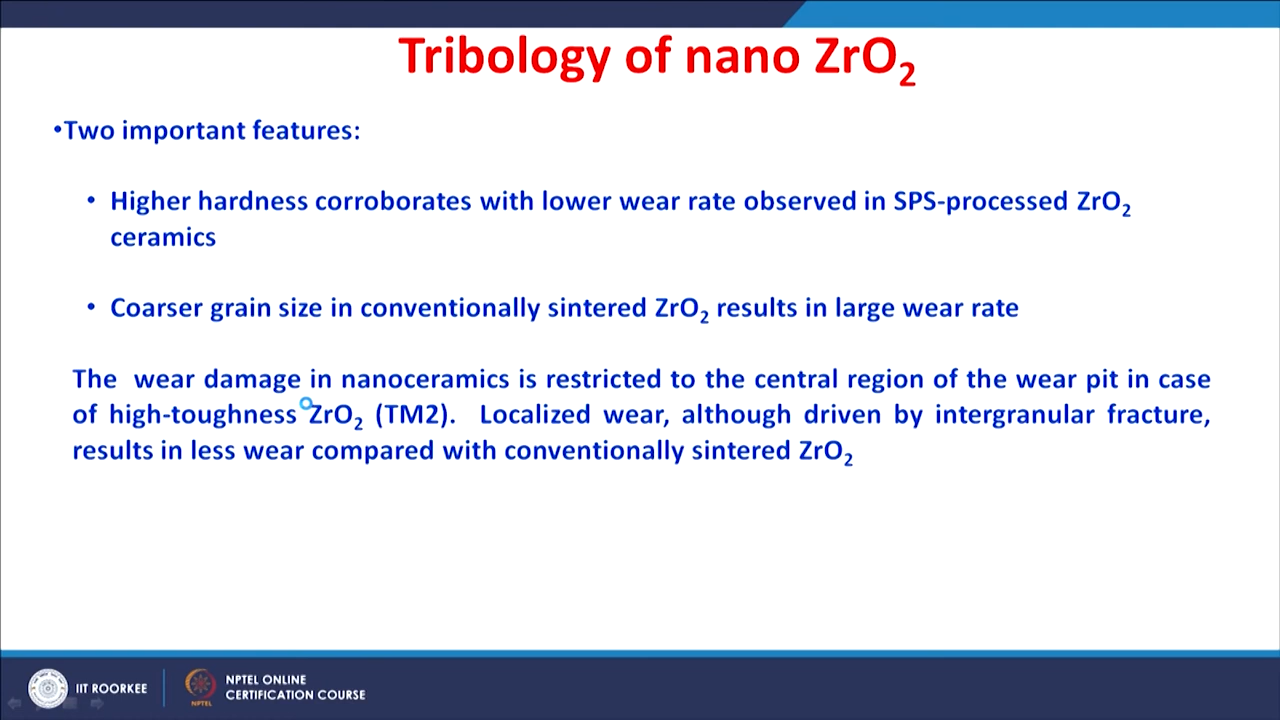 Tribology of nano ZrO₂
•Two important features:
• Higher hardness corroborates with lower wear rate observed in SPS-processed ZrO₂
ceramics
• Coarser grain size in conventionally sintered ZrO₂ results in large wear rate
The wear damage in nanoceramics is restricted to the central region of the wear pit in case
of high-toughness ZrO₂ (TM2). Localized wear, although driven by intergranular fracture,
results in less wear compared with conventionally sintered ZrO₂
IIT ROORKEE
NPTEL
NPTEL ONLINE
CERTIFICATION COURSE